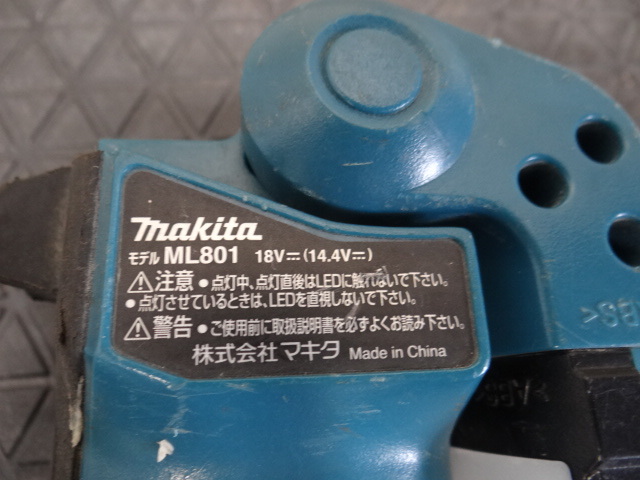 makita
モデル ML801 18V⎓(14.4V⎓)
⚠注意 ●点灯中、点灯直後はLEDに触れないで下さい。
●点灯させているときは、LEDを直視しないで下さい。
⚠警告 ●ご使用前に取扱説明書を必ずよくお読み下さい。
株式会社 マキタ Made in China